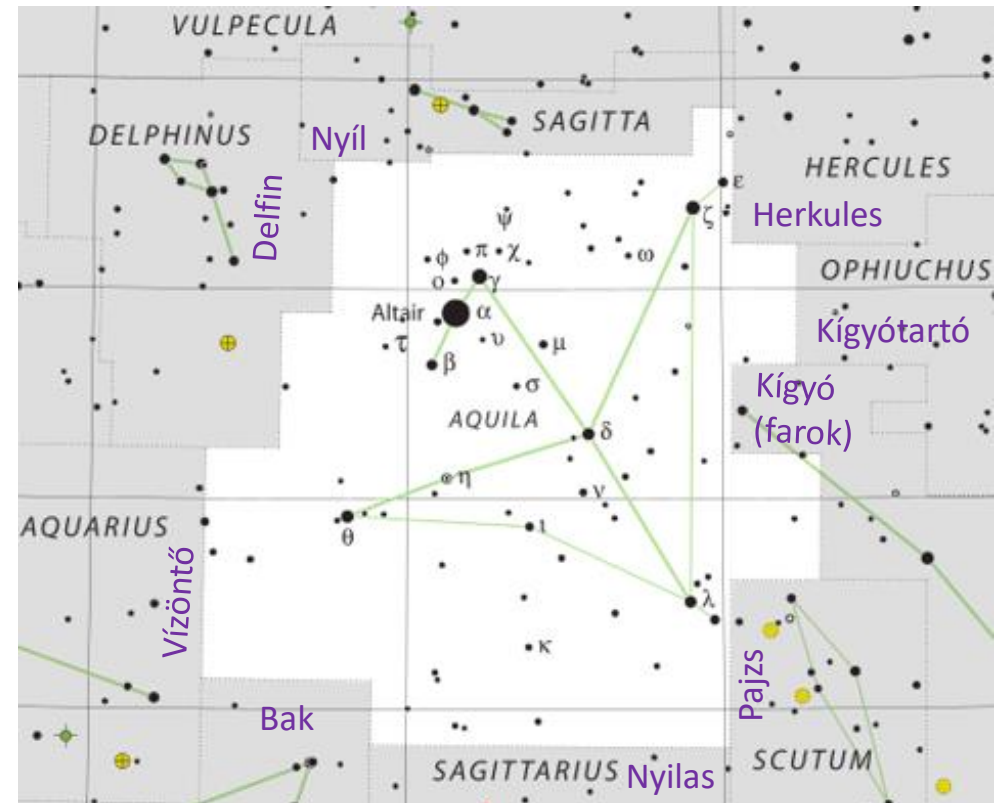 VULPECULA
DELPHINUS
Nyíl
SAGITTA
HERCULES
Delfin
ε
ζ
Herkules
ψ
ϕ
π
χ
ω
ο
γ
OPHIUCHUS
Altair
α
Kígyótartó
τ
υ
μ
β
σ
Kígyó
(farok)
AQUILA
δ
η
ν
AQUARIUS
θ
ι
Vízöntő
λ
κ
Pajzs
Bak
SAGITTARIUS
Nyilas
SCUTUM